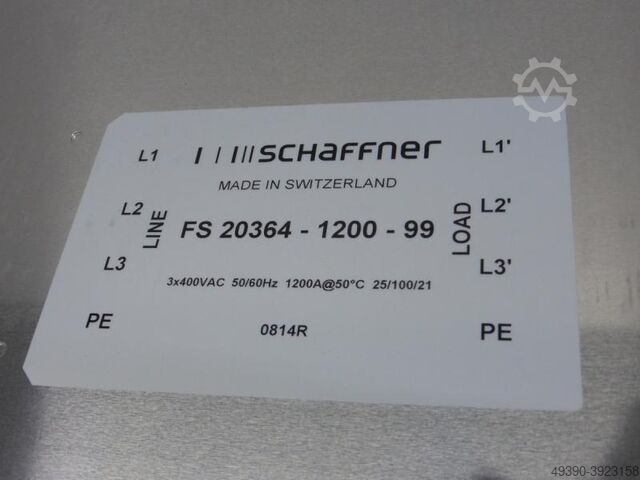 L1 SCHAFFNER L1'
MADE IN SWITZERLAND
L2 LINE FS 20364 - 1200 - 99 LOAD L2'
L3 3x400VAC 50/60Hz 1200A@50°C 25/100/21 L3'
PE 0814R PE
49390-3923158